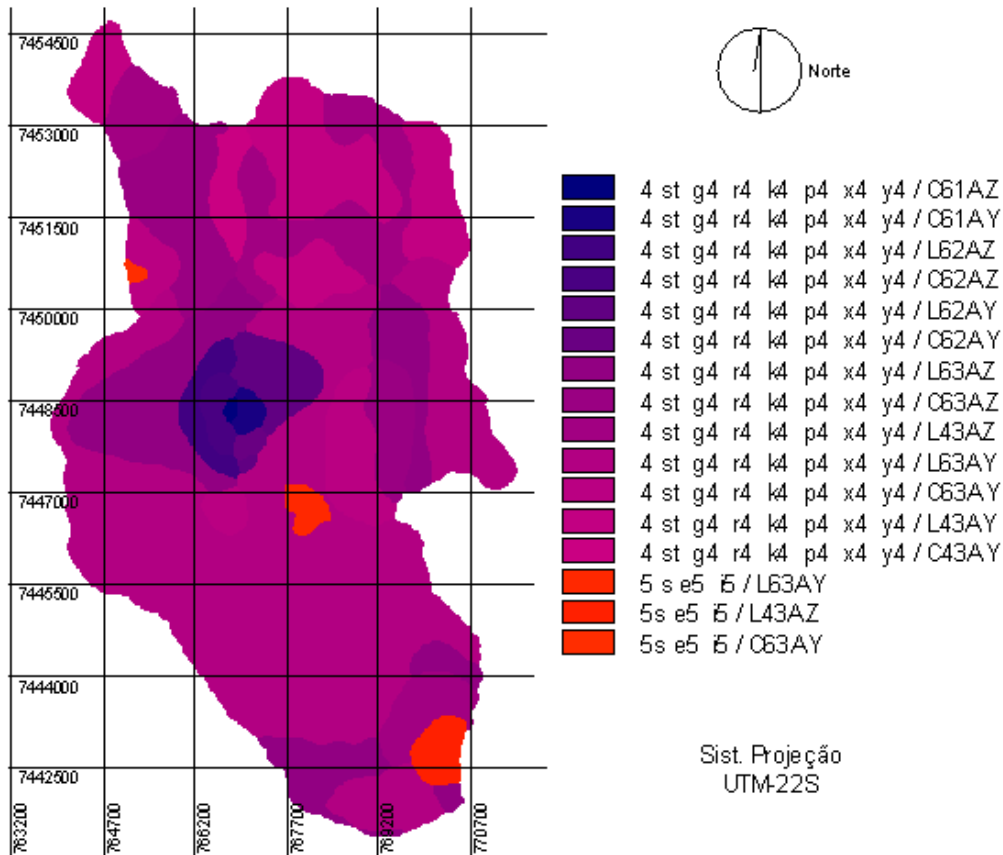 Norte
7454500
7453000
7451500
7450000
7448500
7447000
7445500
7444000
7442500
763200
764700
766200
767700
769200
770700
4 st g4 r4 k4 p4 x4 y4 / C61AZ
4 st g4 r4 k4 p4 x4 y4 / C61AY
4 st g4 r4 k4 p4 x4 y4 / L62AZ
4 st g4 r4 k4 p4 x4 y4 / C62AZ
4 st g4 r4 k4 p4 x4 y4 / L62AY
4 st g4 r4 k4 p4 x4 y4 / C62AY
4 st g4 r4 k4 p4 x4 y4 / L63AZ
4 st g4 r4 k4 p4 x4 y4 / C63AZ
4 st g4 r4 k4 p4 x4 y4 / L43AZ
4 st g4 r4 k4 p4 x4 y4 / L63AY
4 st g4 r4 k4 p4 x4 y4 / C63AY
4 st g4 r4 k4 p4 x4 y4 / L43AY
4 st g4 r4 k4 p4 x4 y4 / C43AY
5 s e5 i5 / L63AY
5s e5 i5 / L43AZ
5s e5 i5 / C63AY
Sist. Projeção
UTM-22S